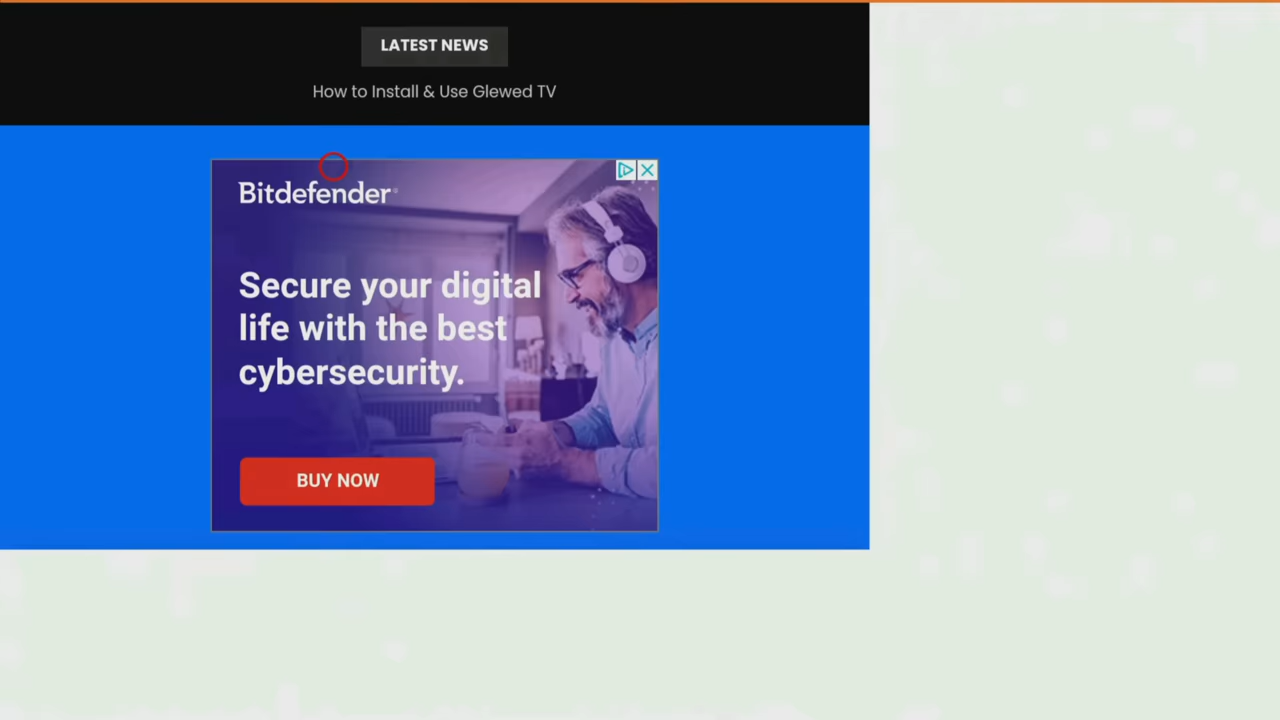 LATEST NEWS
How to Install & Use Glewed TV
Bitdefender
Secure your digital
life with the best
cybersecurity.
BUY NOW